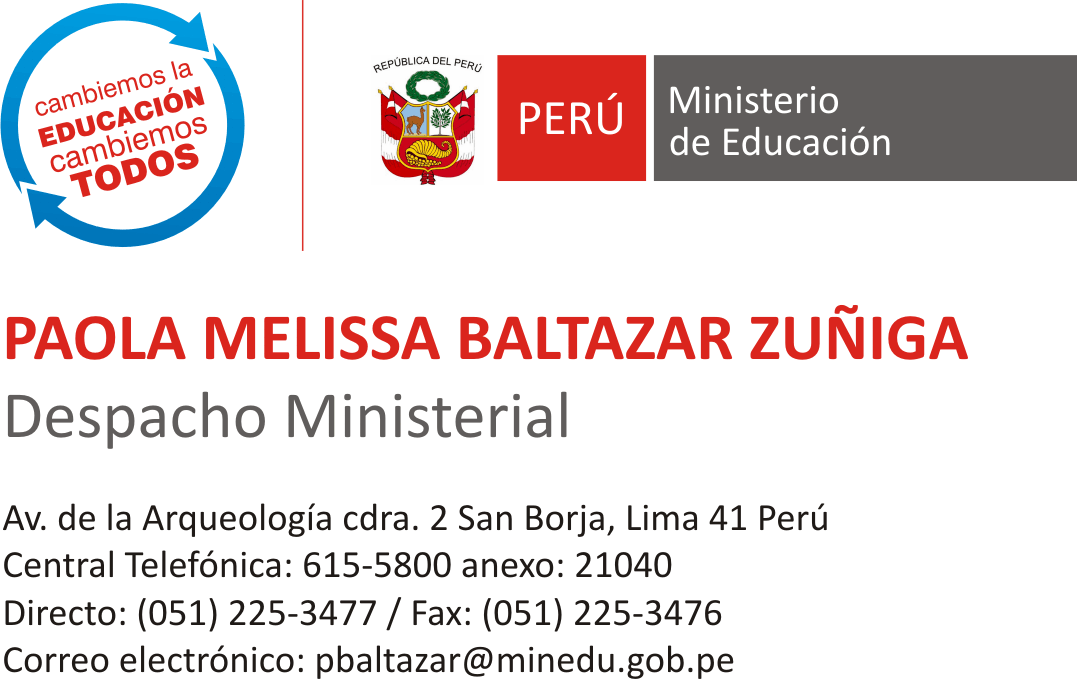 cambiemos la
EDUCACIÓN
cambiemos
TODOS
REPÚBLICA DEL PERÚ
PERÚ
Ministerio
de Educación
PAOLA MELISSA BALTAZAR ZUÑIGA
Despacho Ministerial
Av. de la Arqueología cdra. 2 San Borja, Lima 41 Perú
Central Telefónica: 615-5800 anexo: 21040
Directo: (051) 225-3477 / Fax: (051) 225-3476
Correo electrónico: pbaltazar@minedu.gob.pe